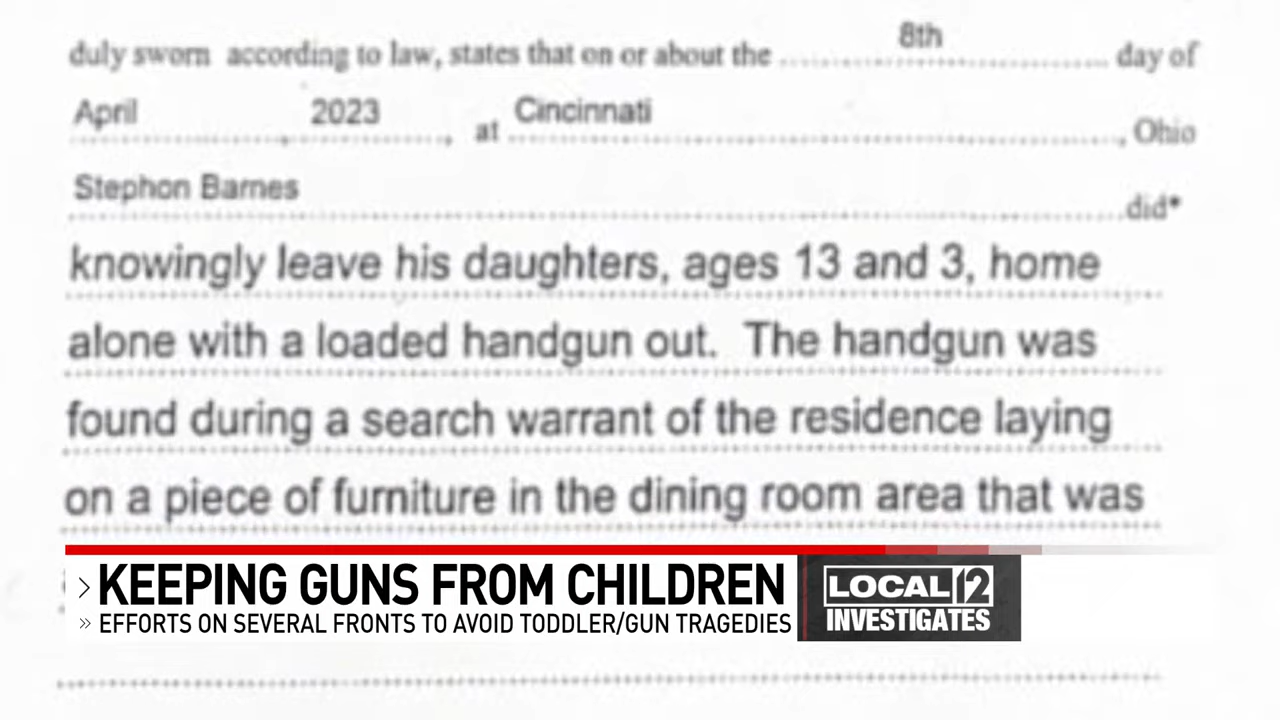 duly sworn according to law, states that on or about the ........ 8th ........ day of
April , 2023 , at Cincinnati , Ohio
Stephon Barnes did*
knowingly leave his daughters, ages 13 and 3, home
alone with a loaded handgun out. The handgun was
found during a search warrant of the residence laying
on a piece of furniture in the dining room area that was
> KEEPING GUNS FROM CHILDREN
» EFFORTS ON SEVERAL FRONTS TO AVOID TODDLER/GUN TRAGEDIES
LOCAL 12
INVESTIGATES